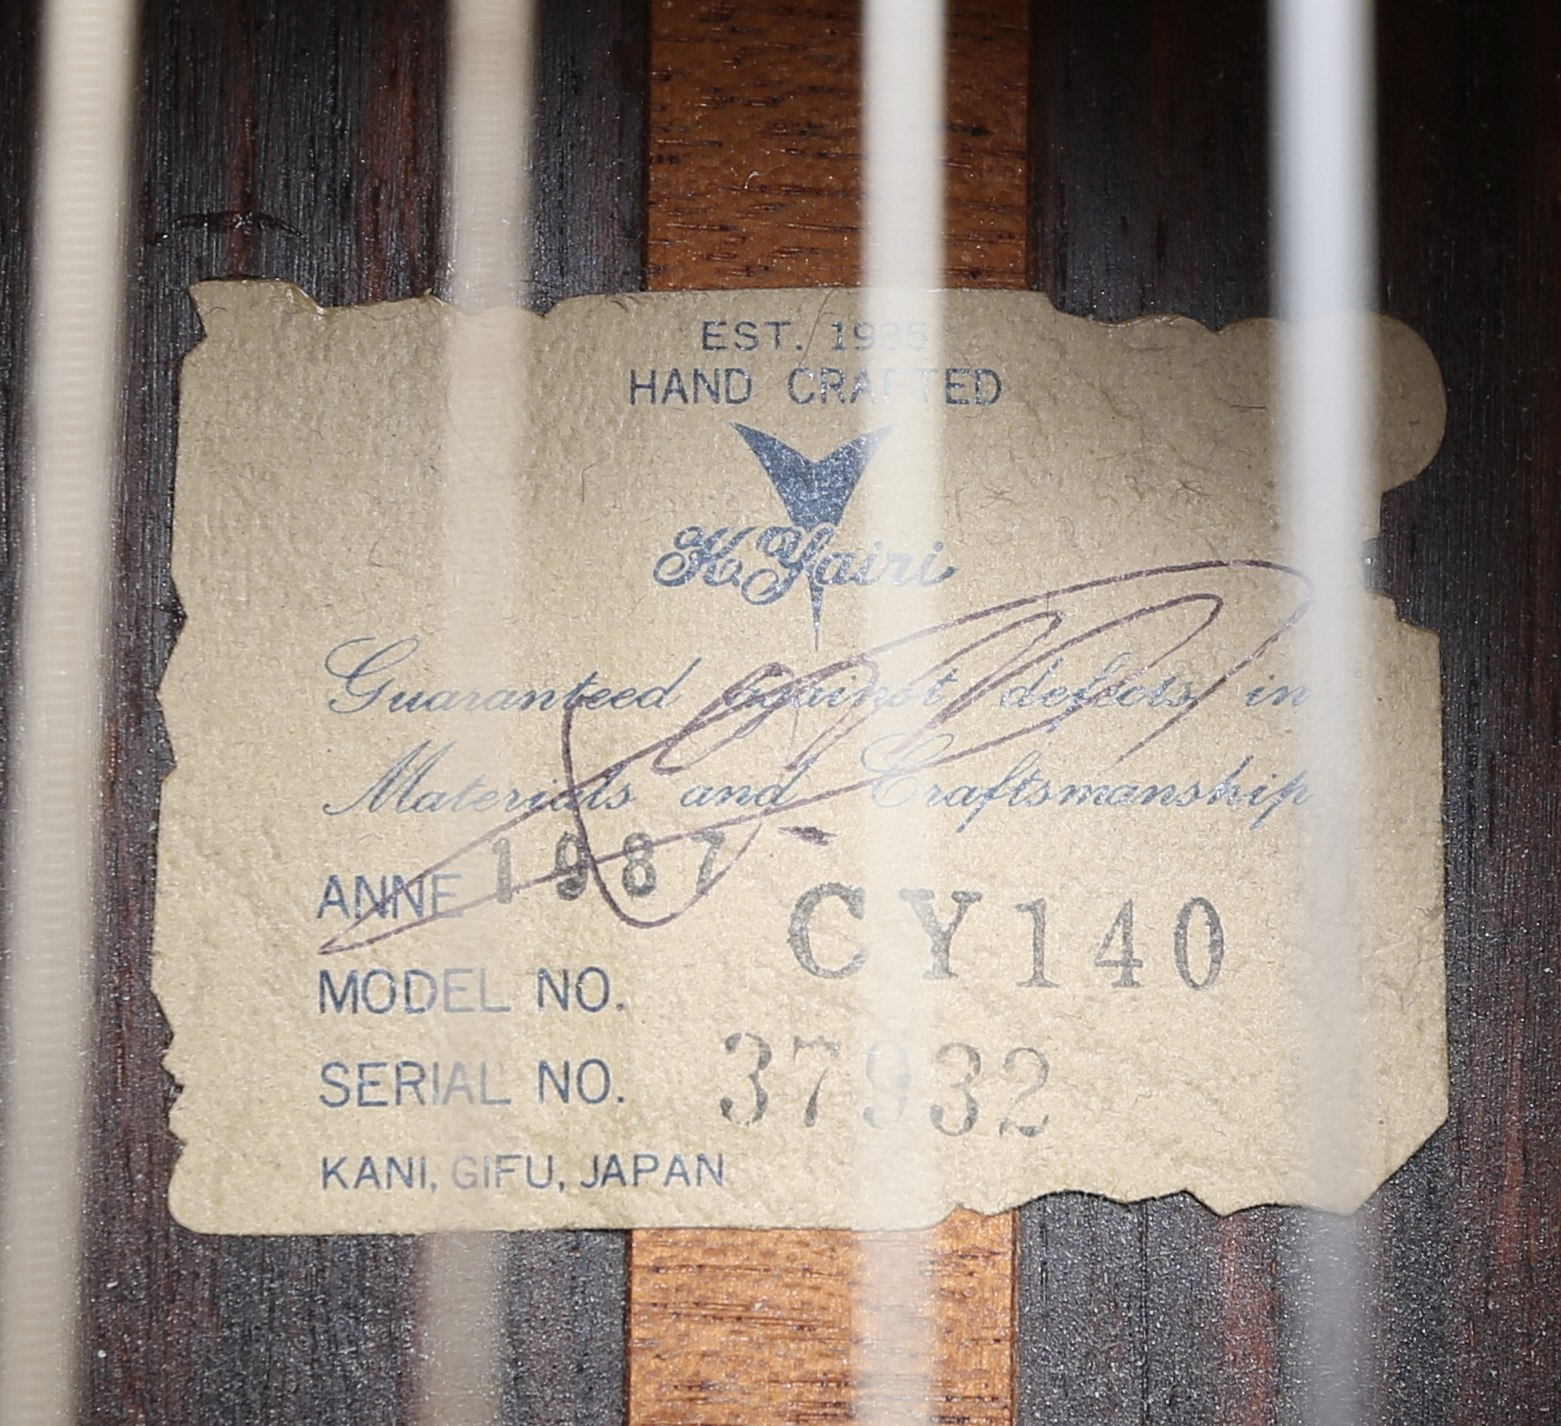 EST. 1935
HAND CRAFTED
K. Yairi
Guaranteed against defects in
Materials and Craftsmanship
ANNE 1987
MODEL NO. CY140
SERIAL NO. 37932
KANI, GIFU, JAPAN